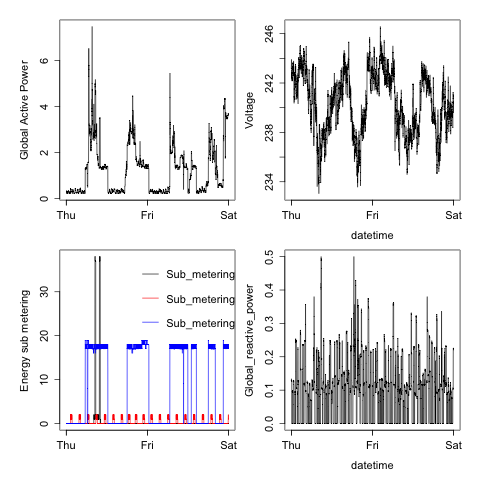 Global Active Power
0 2 4 6
Thu Fri Sat
Voltage
234 238 242 246
Thu Fri Sat
datetime
Energy sub metering
0 10 20 30
Sub_metering
Sub_metering
Sub_metering
Thu Fri Sat
Global_reactive_power
0.0 0.1 0.2 0.3 0.4 0.5
Thu Fri Sat
datetime